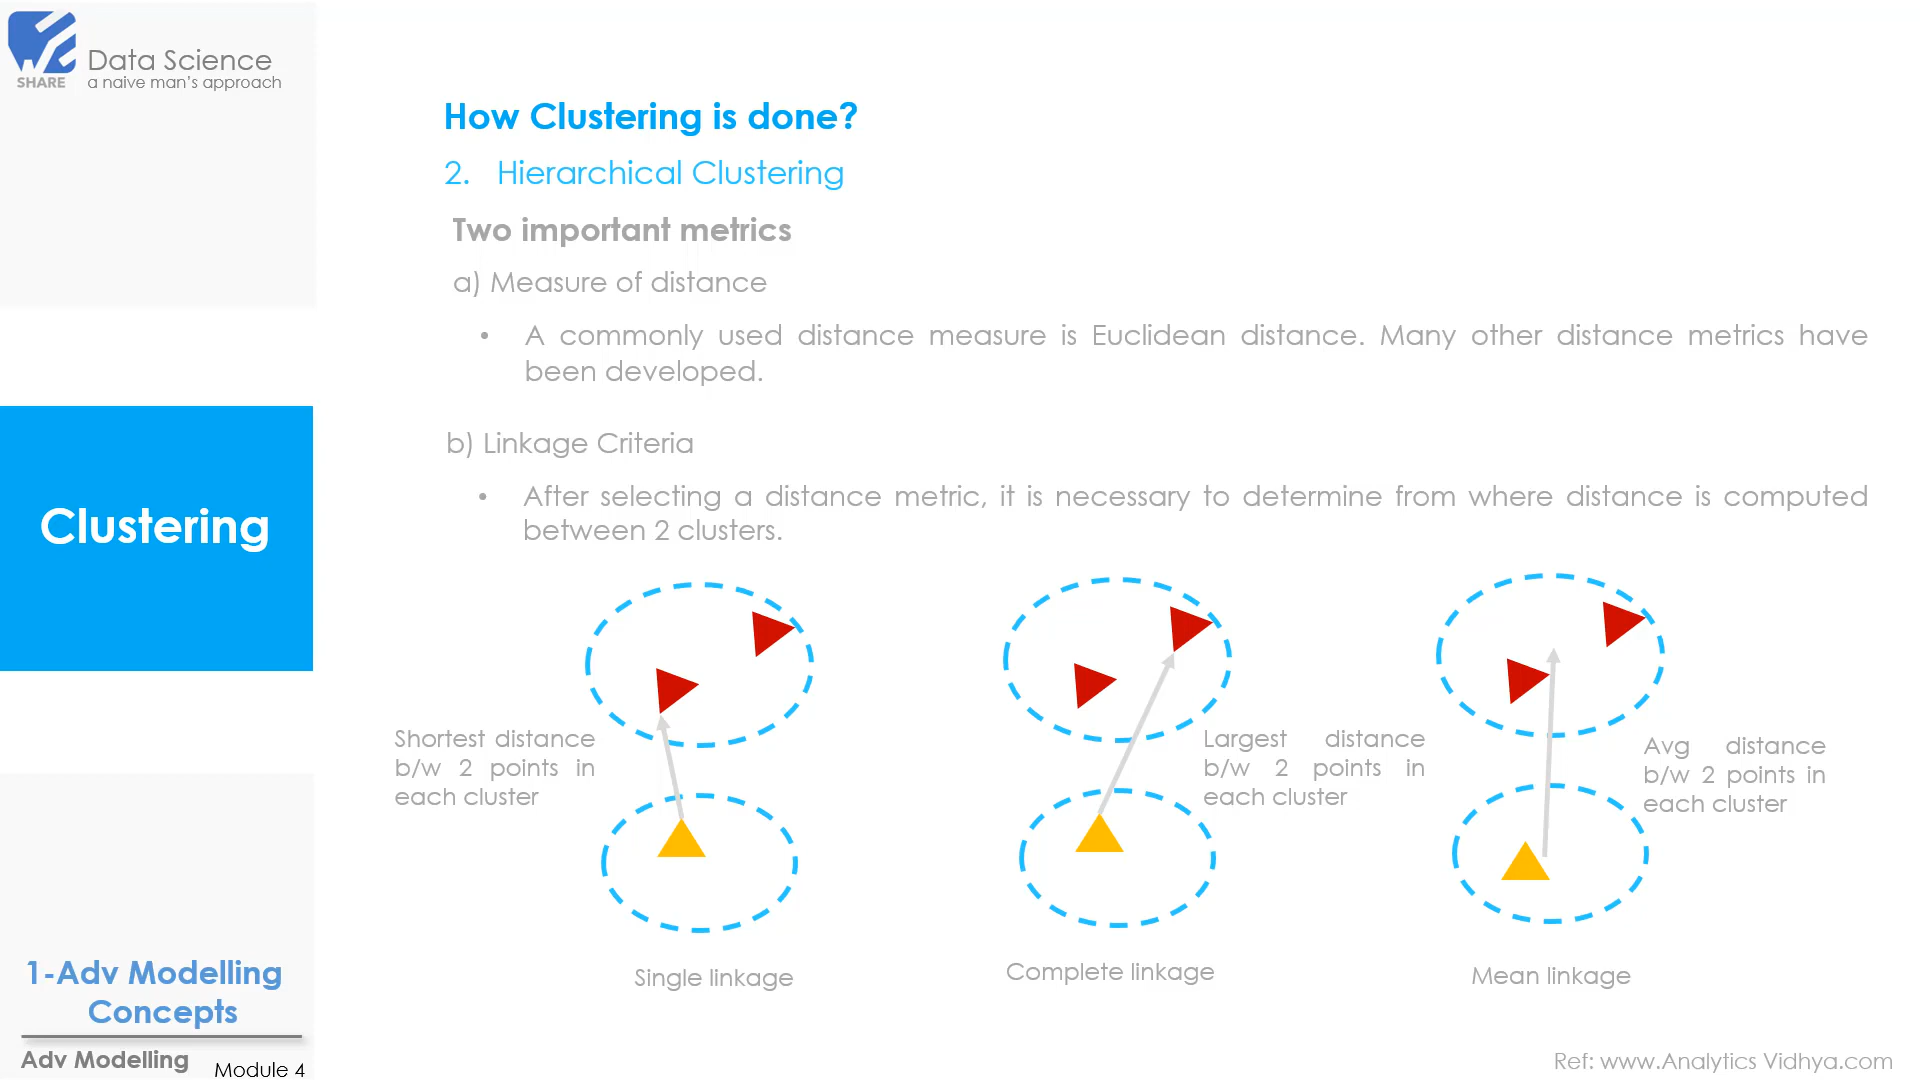 SHARE
Data Science
a naive man's approach
How Clustering is done?
2. Hierarchical Clustering
Two important metrics
a) Measure of distance
• A commonly used distance measure is Euclidean distance. Many other distance metrics have
been developed.
b) Linkage Criteria
• After selecting a distance metric, it is necessary to determine from where distance is computed
between 2 clusters.
Clustering
Shortest distance
b/w 2 points in
each cluster
Largest distance
b/w 2 points in
each cluster
Avg distance
b/w 2 points in
each cluster
Single linkage
Complete linkage
Mean linkage
1-Adv Modelling
Concepts
Adv Modelling
Module 4
Ref: www.Analytics Vidhya.com